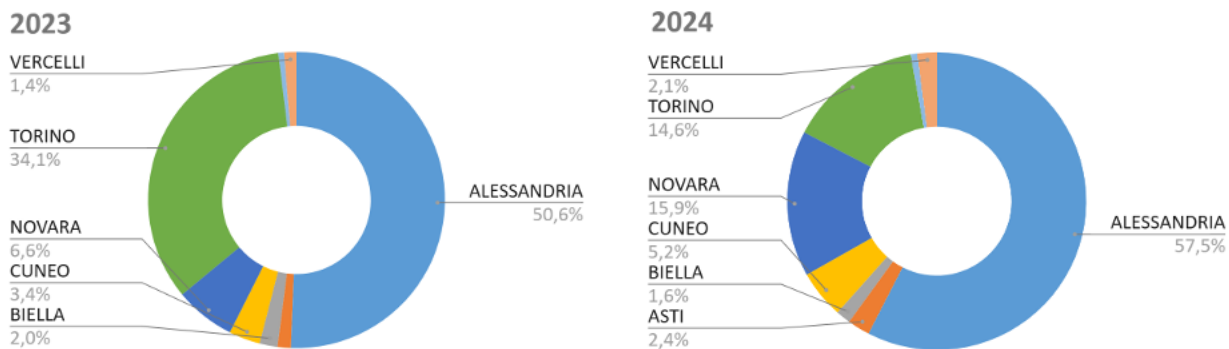 2023
VERCELLI
1,4%
TORINO
34,1%
NOVARA
6,6%
CUNEO
3,4%
BIELLA
2,0%
ALESSANDRIA
50,6%
2024
VERCELLI
2,1%
TORINO
14,6%
NOVARA
15,9%
CUNEO
5,2%
BIELLA
1,6%
ASTI
2,4%
ALESSANDRIA
57,5%